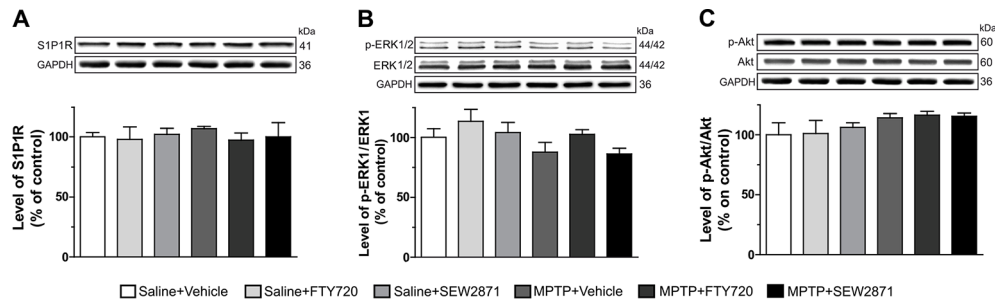 A
kDa
S1P1R 41
GAPDH 36
Level of S1P1R
(% of control)
100
50
0
B
kDa
p-ERK1/2 44/42
ERK1/2 44/42
GAPDH 36
Level of p-ERK1/ERK1
(% of control)
100
50
0
C
kDa
p-Akt 60
Akt 60
GAPDH 36
Level of p-Akt/Akt
(% on control)
100
50
0
Saline+Vehicle Saline+FTY720 Saline+SEW2871 MPTP+Vehicle MPTP+FTY720 MPTP+SEW2871